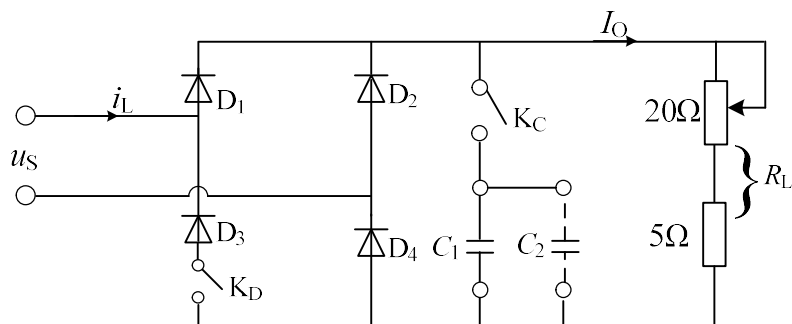 I_O
D_1
D_2
i_L
K_C
20Ω
u_S
R_L
D_3
D_4
C_1
C_2
5Ω
K_D